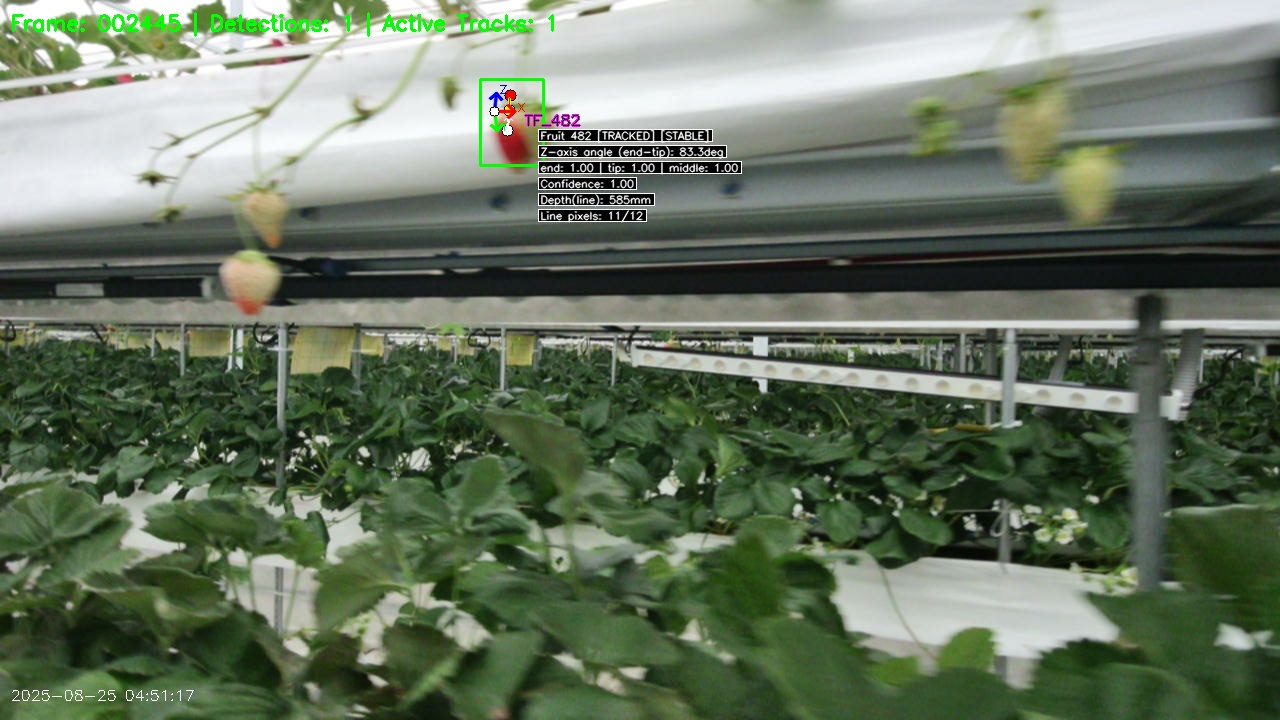 Frame: 002445 | Detections: 1 | Active Tracks: 1
Z
X
TF_482
Fruit 482 [TRACKED] [STABLE]
Z-axis angle (end-tip): 83.3deg
end: 1.00 | tip: 1.00 | middle: 1.00
Confidence: 1.00
Depth(line): 585mm
Line pixels: 11/12
2025-08-25 04:51:17